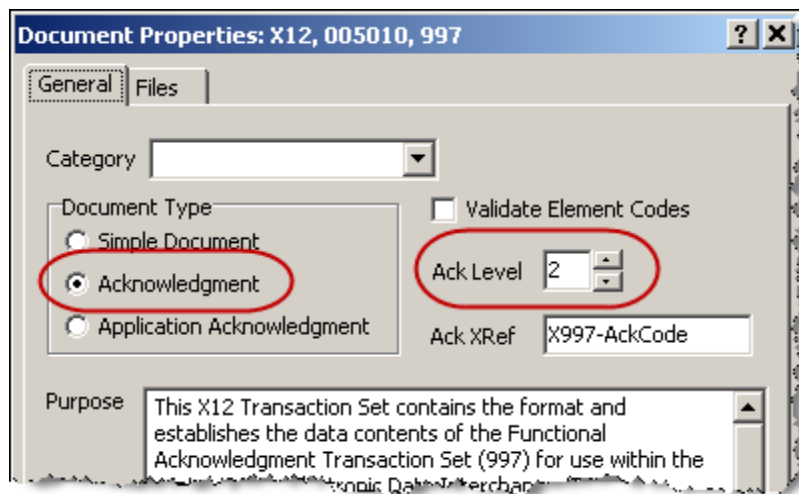 Document Properties: X12, 005010, 997
General Files
Category
Document Type
Validate Element Codes
Simple Document
Acknowledgment
Ack Level 2
Application Acknowledgment
Ack XRef X997-AckCode
Purpose
This X12 Transaction Set contains the format and
establishes the data contents of the Functional
Acknowledgment Transaction Set (997) for use within the